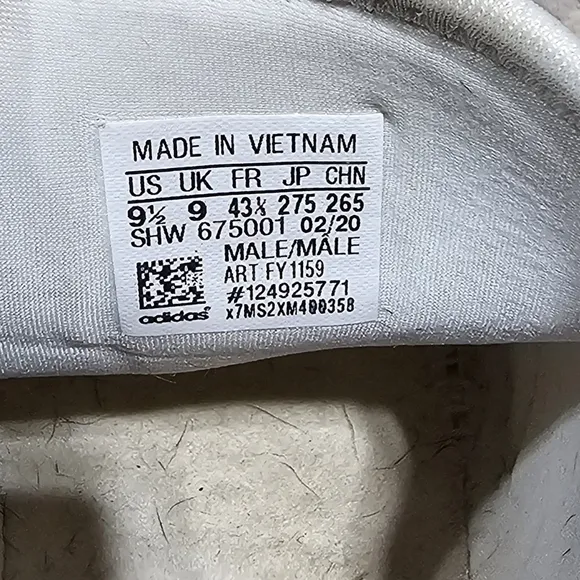 MADE IN VIETNAM
US UK FR JP CHN
9½ 9 43⅓ 275 265
SHW 675001 02/20
MALE/MÂLE
ART FY1159
#124925771
x7MS2XM400358
adidas